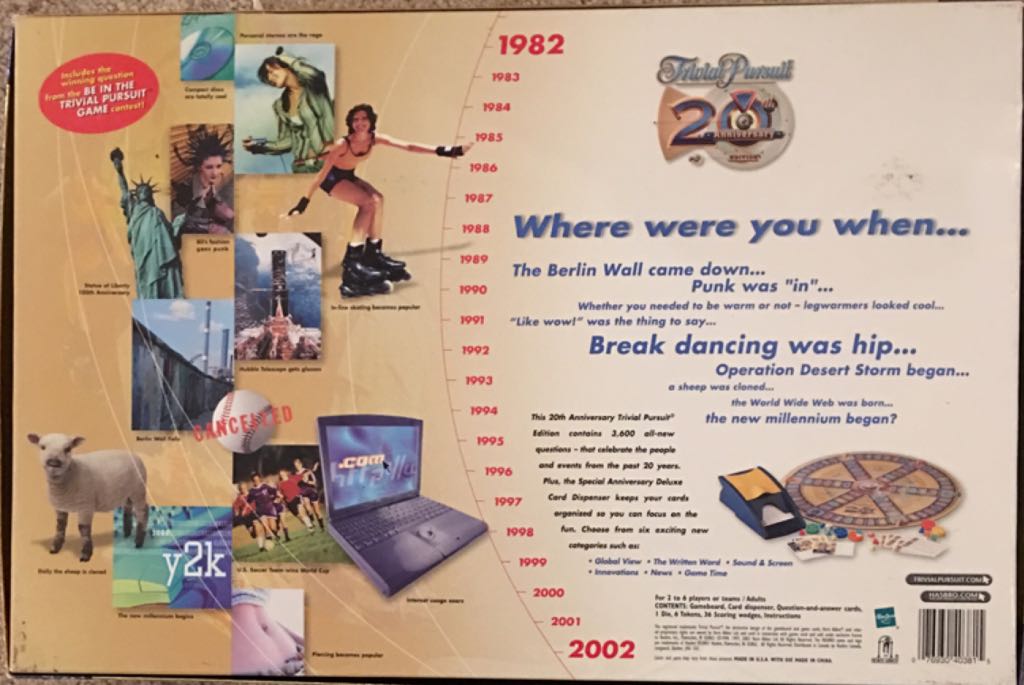 Includes the
winning question
from the BE IN THE
TRIVIAL PURSUIT
GAME contest!
Compact discs
are totally cool
Personal stereos are the rage
80's fashion
goes punk
Statue of Liberty
100th Anniversary
In-line skating becomes popular
Hubble Telescope gets glasses
Berlin Wall Falls
CANCELLED
.com
Dolly the sheep is cloned
y2k
The new millennium begins
U.S. Soccer Team wins World Cup
Internet usage soars
Piercing becomes popular
1982
1983
1984
1985
1986
1987
1988
1989
1990
1991
1992
1993
1994
1995
1996
1997
1998
1999
2000
2001
2002
Trivial Pursuit
20th
Anniversary
EDITION
Where were you when...
The Berlin Wall came down...
Punk was "in"...
Whether you needed to be warm or not – legwarmers looked cool...
"Like wow!" was the thing to say...
Break dancing was hip...
Operation Desert Storm began...
a sheep was cloned...
the World Wide Web was born...
the new millennium began?
This 20th Anniversary Trivial Pursuit®
Edition contains 3,600 all-new
questions – that celebrate the people
and events from the past 20 years.
Plus, the Special Anniversary Deluxe
Card Dispenser keeps your cards
organized so you can focus on the
fun. Choose from six exciting new
categories such as:
• Global View • The Written Word • Sound & Screen
• Innovations • News • Game Time
TRIVIALPURSUIT.COM
HASBRO.COM
For 2 to 6 players or teams / Adults
CONTENTS: Gameboard, Card dispenser, Question-and-answer cards,
1 Die, 6 Tokens, 36 Scoring wedges, Instructions
MADE IN U.S.A. WITH DIE MADE IN CHINA.
0 76930 40381 5